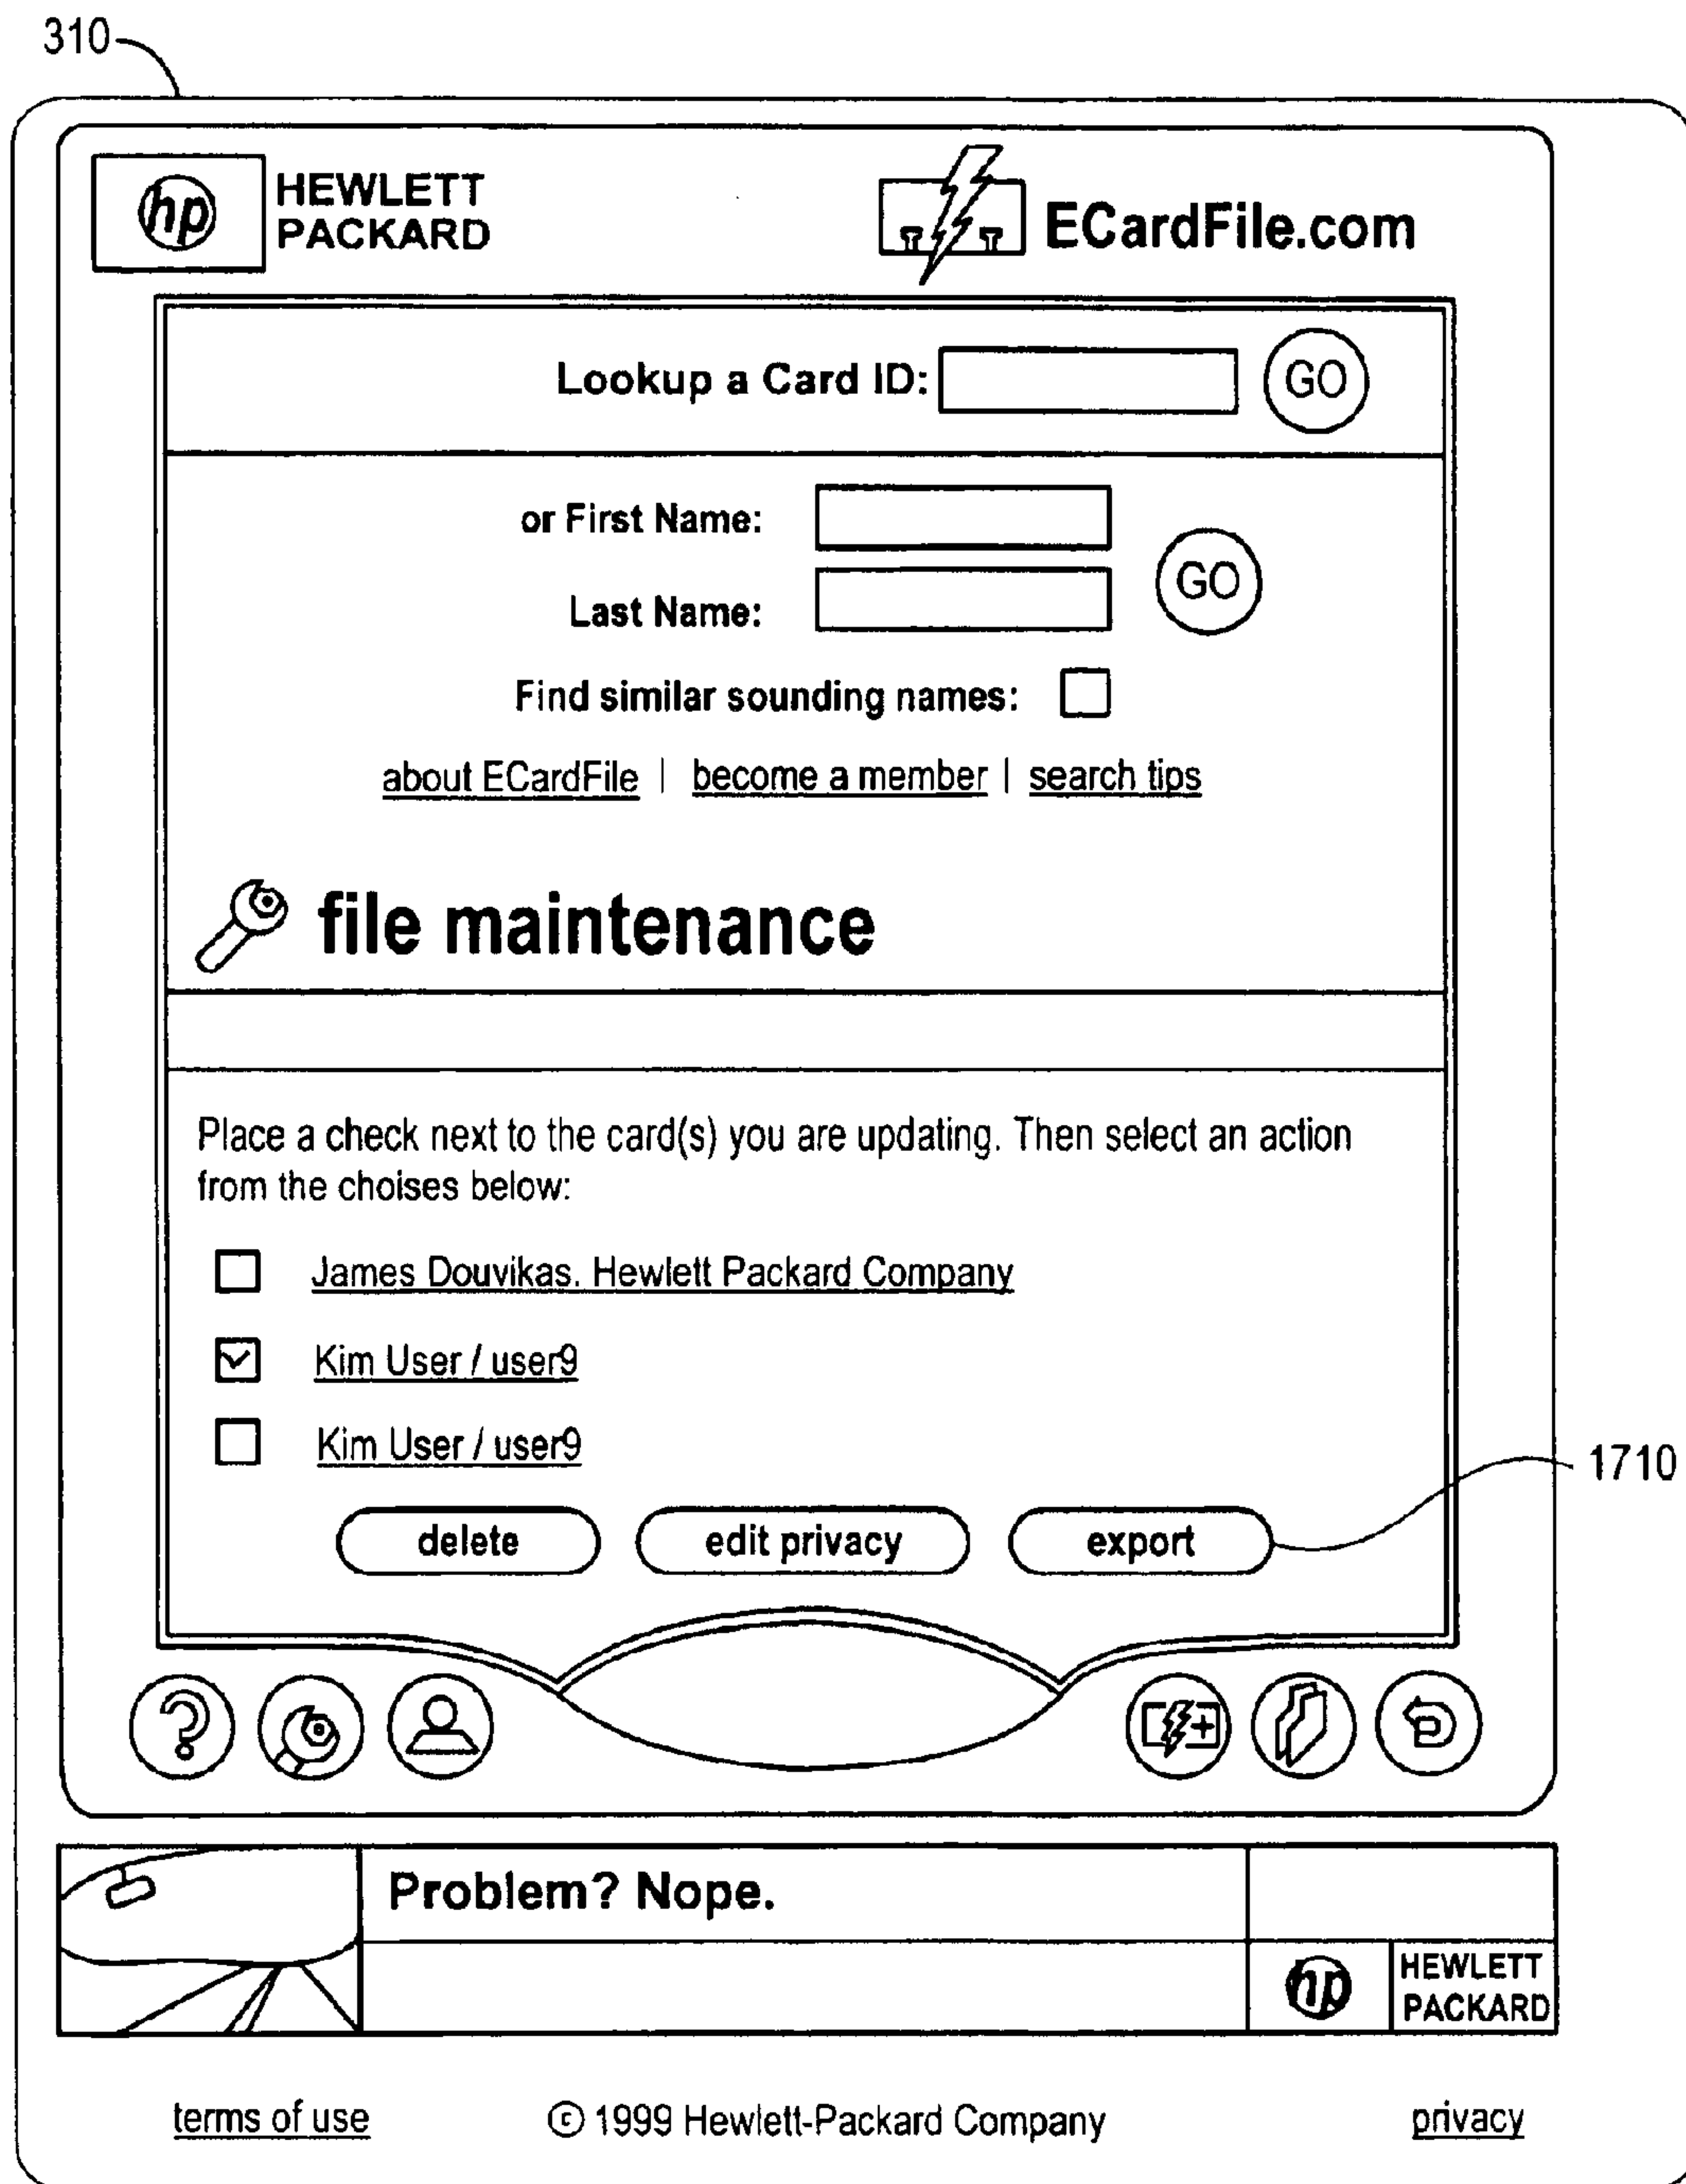 310
hp HEWLETT
PACKARD
ECardFile.com
Lookup a Card ID: GO
or First Name:
Last Name:
GO
Find similar sounding names:
about ECardFile | become a member | search tips
file maintenance
Place a check next to the card(s) you are updating. Then select an action
from the choises below:
James Douvikas. Hewlett Packard Company
Kim User / user9
Kim User / user9
1710
delete edit privacy export
Problem? Nope.
hp HEWLETT
PACKARD
terms of use © 1999 Hewlett-Packard Company privacy